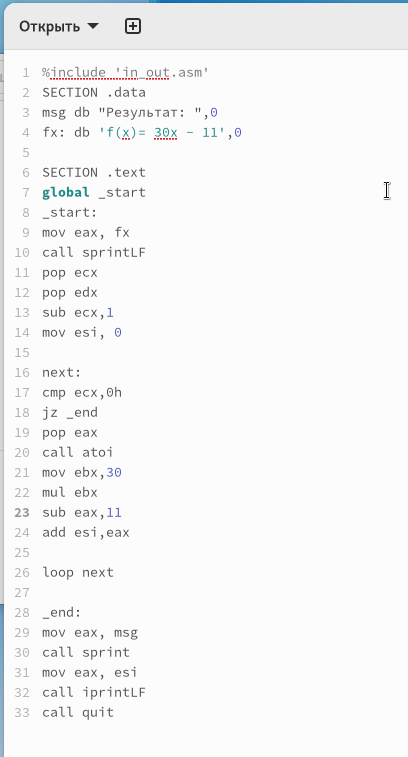 Открыть
1 %include 'in_out.asm'
2 SECTION .data
3 msg db "Результат: ",0
4 fx: db 'f(x)= 30x - 11',0
5
6 SECTION .text
7 global _start
8 _start:
9 mov eax, fx
10 call sprintLF
11 pop ecx
12 pop edx
13 sub ecx,1
14 mov esi, 0
15
16 next:
17 cmp ecx,0h
18 jz _end
19 pop eax
20 call atoi
21 mov ebx,30
22 mul ebx
23 sub eax,11
24 add esi,eax
25
26 loop next
27
28 _end:
29 mov eax, msg
30 call sprint
31 mov eax, esi
32 call iprintLF
33 call quit